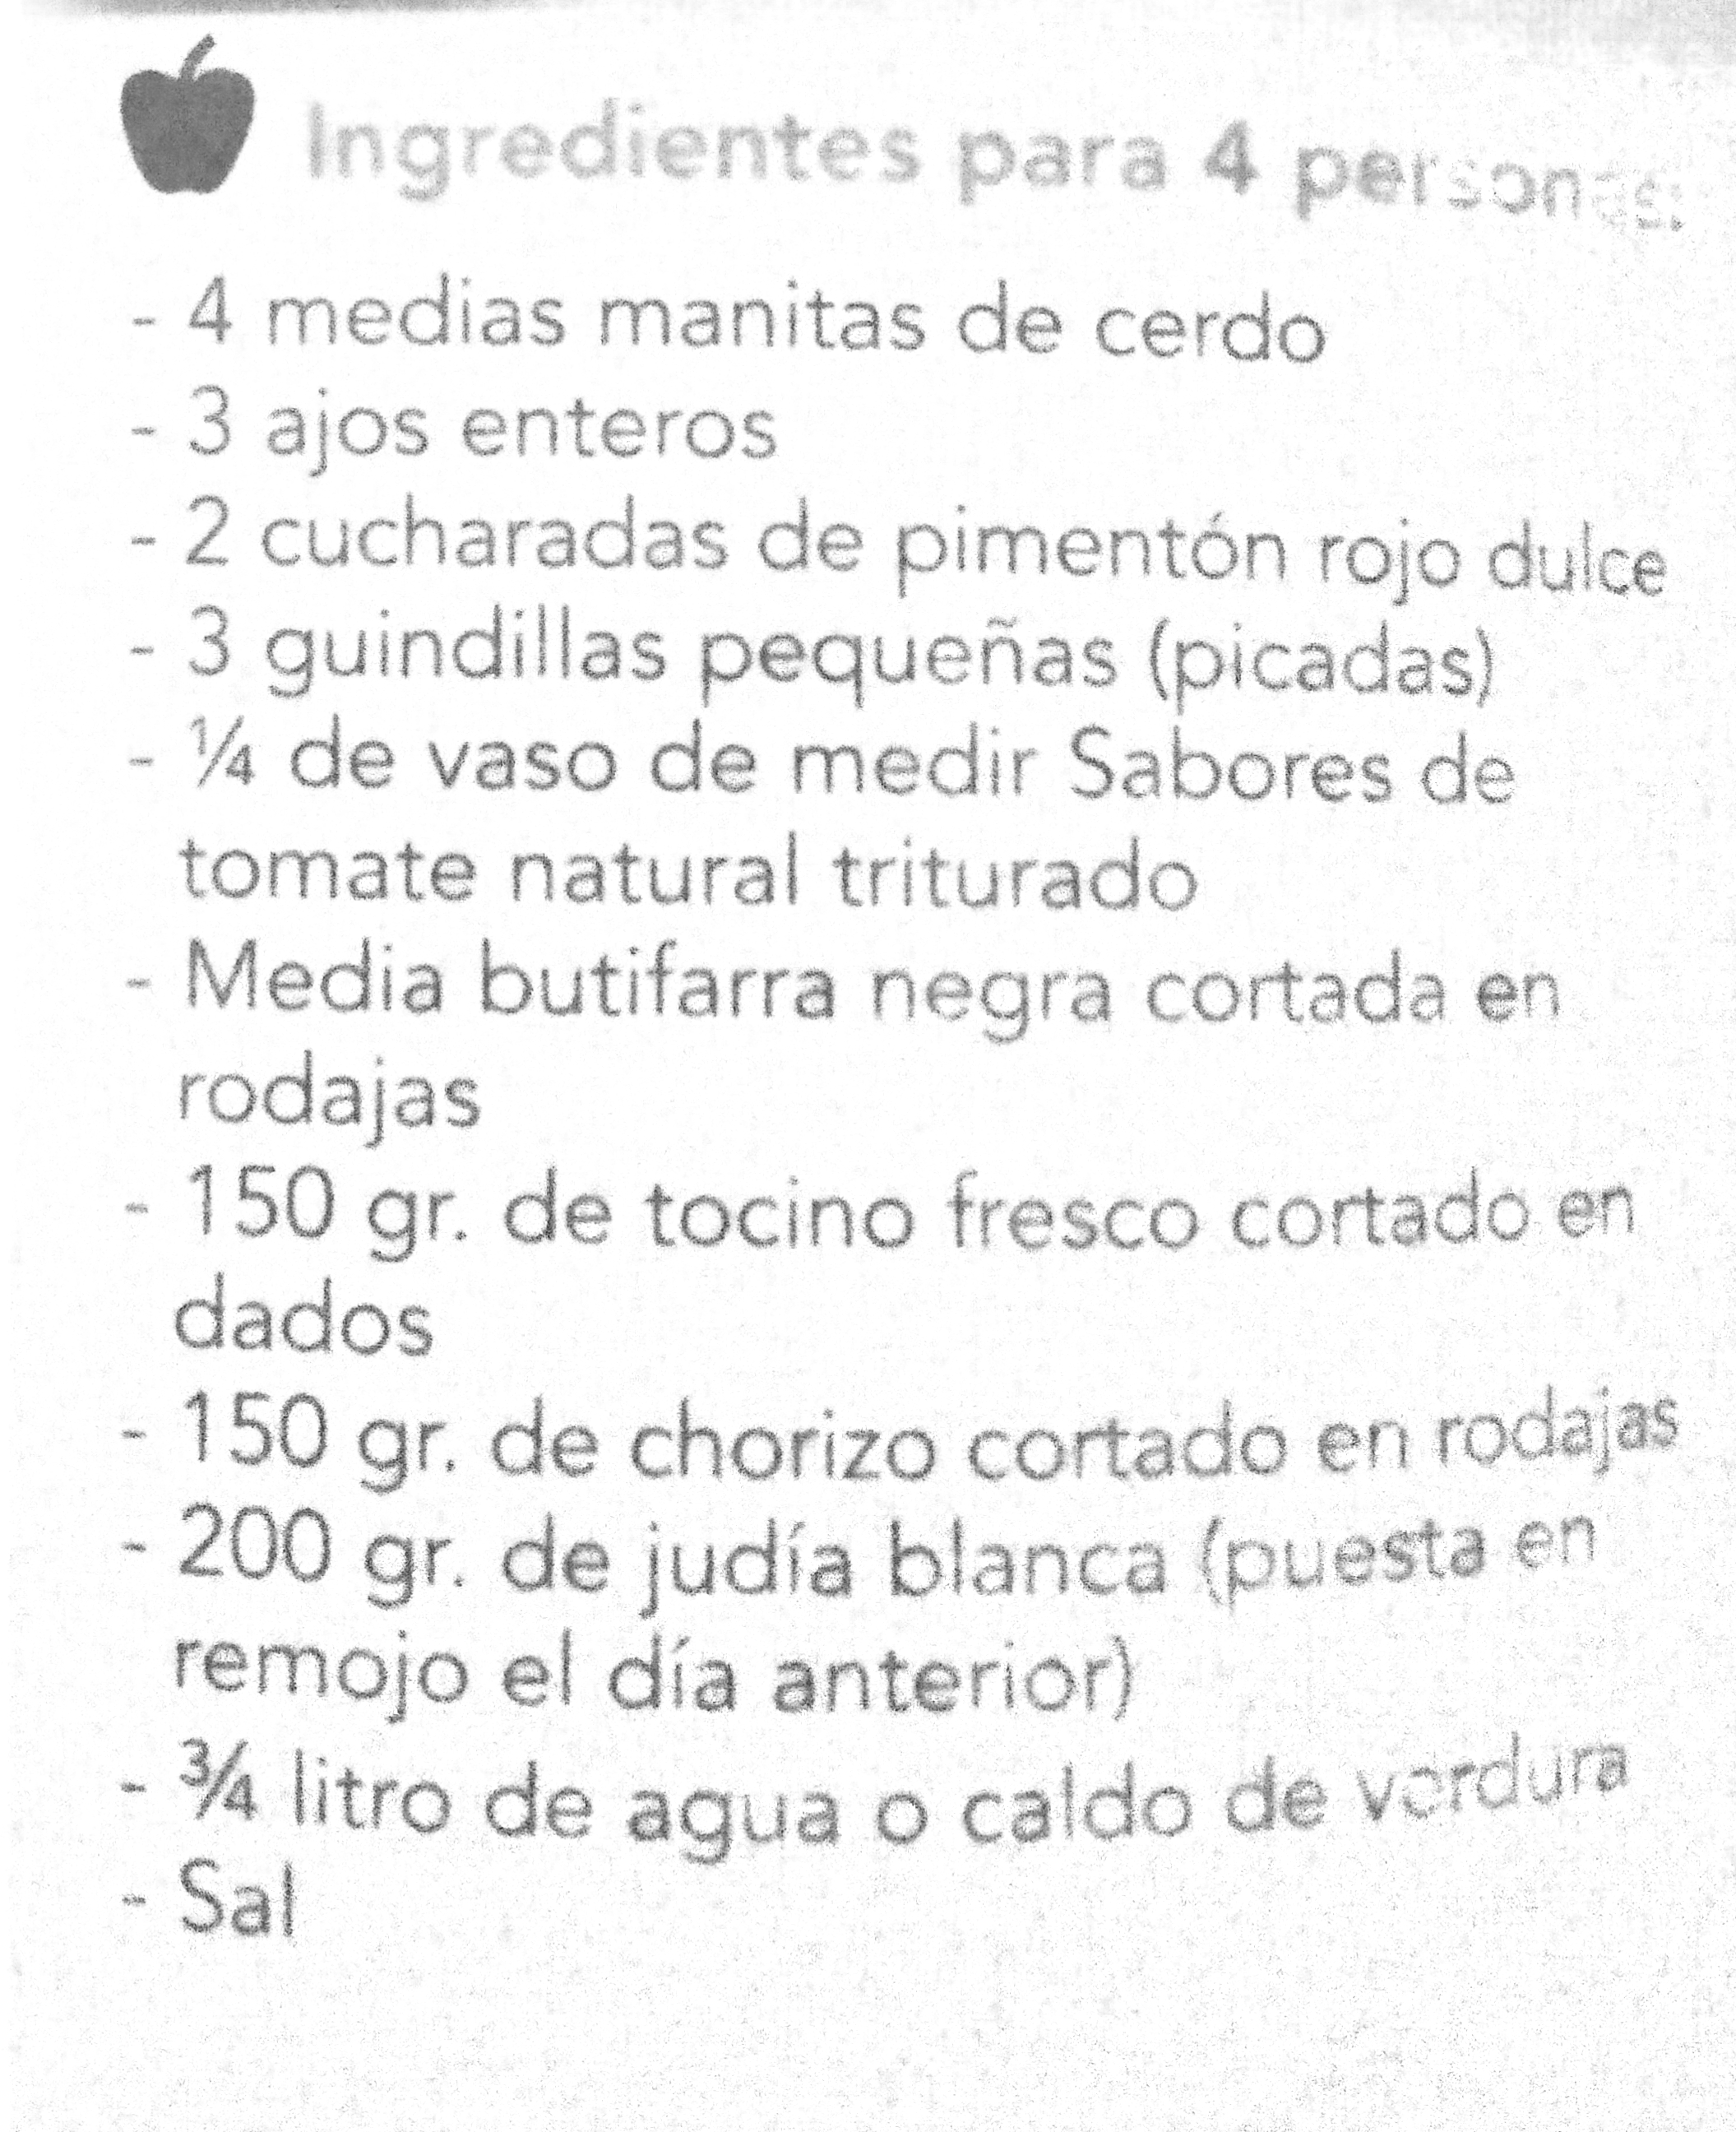 Ingredientes para 4 personas:
- 4 medias manitas de cerdo
- 3 ajos enteros
- 2 cucharadas de pimentón rojo dulce
- 3 guindillas pequeñas (picadas)
- ¼ de vaso de medir Sabores de
tomate natural triturado
- Media butifarra negra cortada en
rodajas
- 150 gr. de tocino fresco cortado en
dados
- 150 gr. de chorizo cortado en rodajas
- 200 gr. de judía blanca (puesta en
remojo el día anterior)
- ¾ litro de agua o caldo de verdura
- Sal